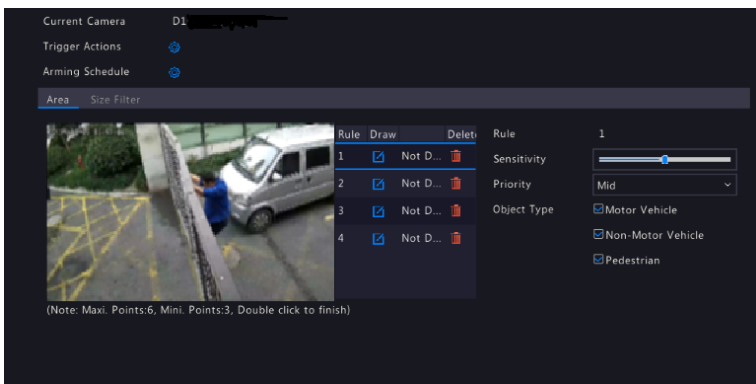 Current Camera D1
Trigger Actions
Arming Schedule
Area Size Filter
Rule Draw Delet
1 Not D...
2 Not D...
3 Not D...
4 Not D...
Rule 1
Sensitivity
Priority Mid
Object Type Motor Vehicle
Non-Motor Vehicle
Pedestrian
(Note: Maxi. Points:6, Mini. Points:3, Double click to finish)